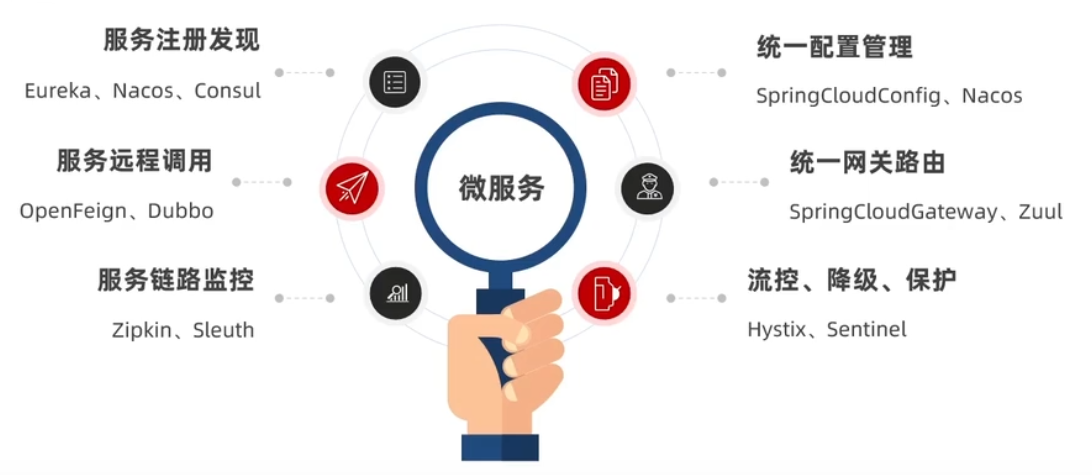 服务注册发现
Eureka、Nacos、Consul
统一配置管理
SpringCloudConfig、Nacos
服务远程调用
OpenFeign、Dubbo
微服务
统一网关路由
SpringCloudGateway、Zuul
服务链路监控
Zipkin、Sleuth
流控、降级、保护
Hystix、Sentinel